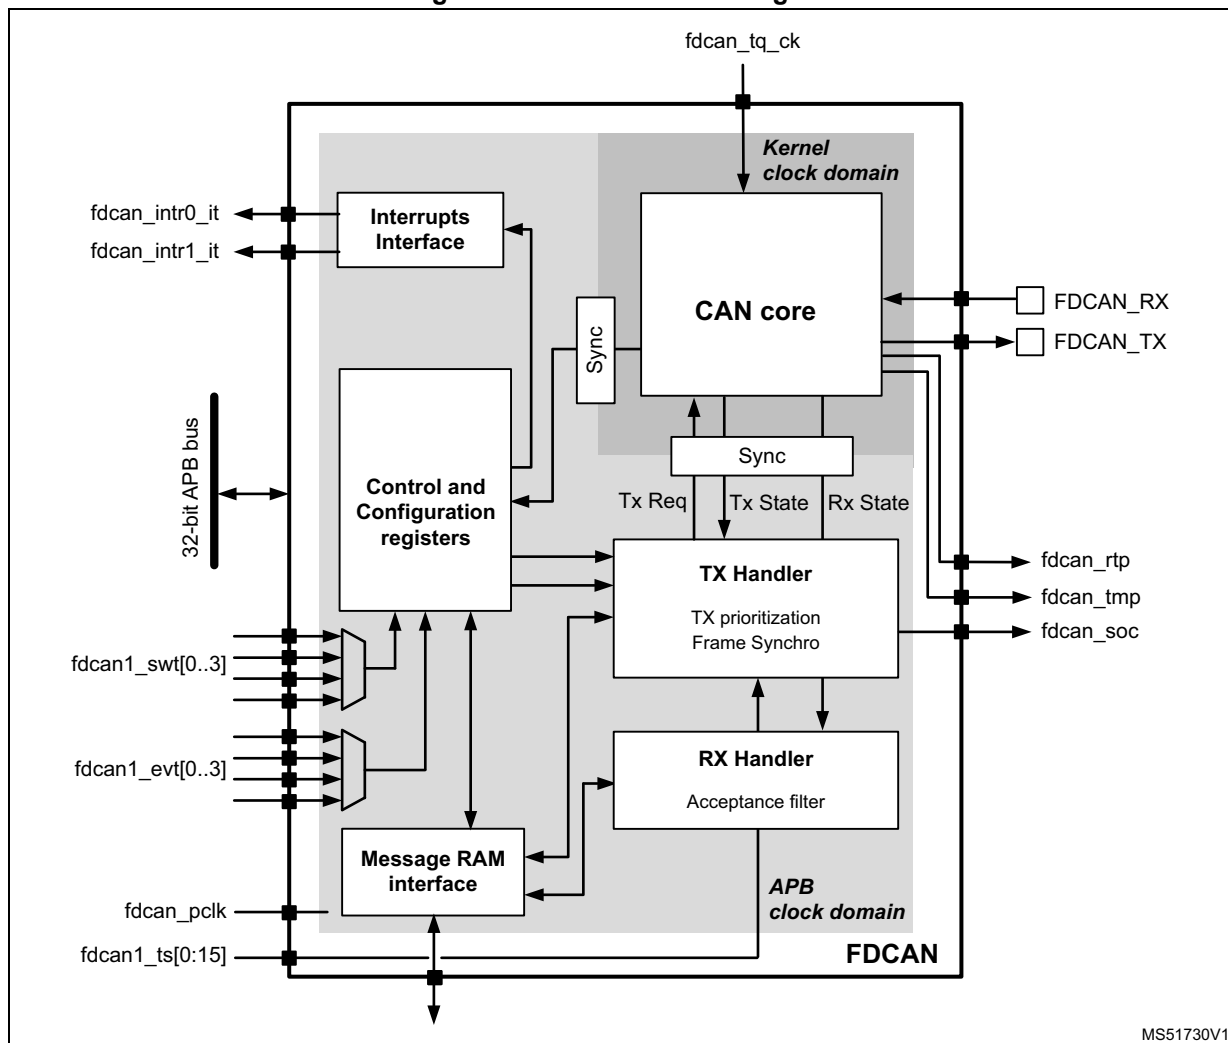 fdcan_tq_ck
Kernel
clock domain
fdcan_intr0_it
fdcan_intr1_it
Interrupts
Interface
CAN core
FDCAN_RX
FDCAN_TX
Sync
Sync
32-bit APB bus
Control and
Configuration
registers
Tx Req
Tx State
Rx State
TX Handler
TX prioritization
Frame Synchro
fdcan_rtp
fdcan_tmp
fdcan_soc
fdcan1_swt[0..3]
fdcan1_evt[0..3]
RX Handler
Acceptance filter
Message RAM
interface
APB
clock domain
fdcan_pclk
fdcan1_ts[0:15]
FDCAN
MS51730V1